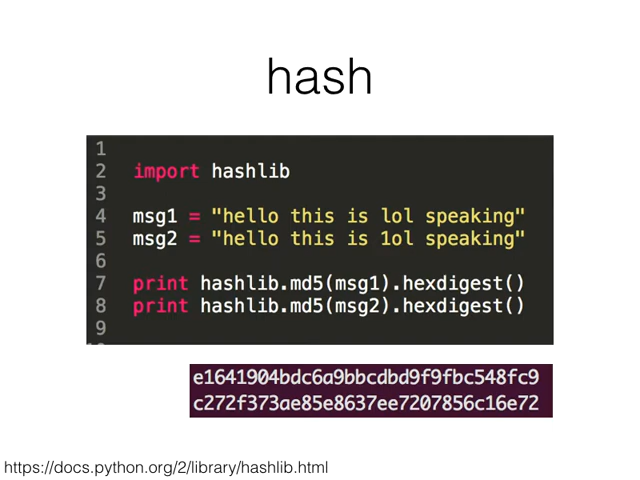 hash
1
2 import hashlib
3
4 msg1 = "hello this is lol speaking"
5 msg2 = "hello this is 1ol speaking"
6
7 print hashlib.md5(msg1).hexdigest()
8 print hashlib.md5(msg2).hexdigest()
9
e1641904bdc6a9bbcdbd9f9fbc548fc9
c272f373ae85e8637ee7207856c16e72
https://docs.python.org/2/library/hashlib.html